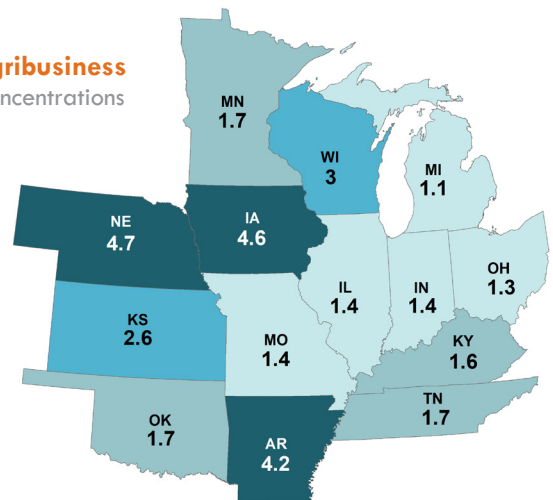 gribusiness
ncentrations
MN
1.7
WI
3
MI
1.1
NE
4.7
IA
4.6
IL
1.4
IN
1.4
OH
1.3
KS
2.6
MO
1.4
KY
1.6
OK
1.7
AR
4.2
TN
1.7